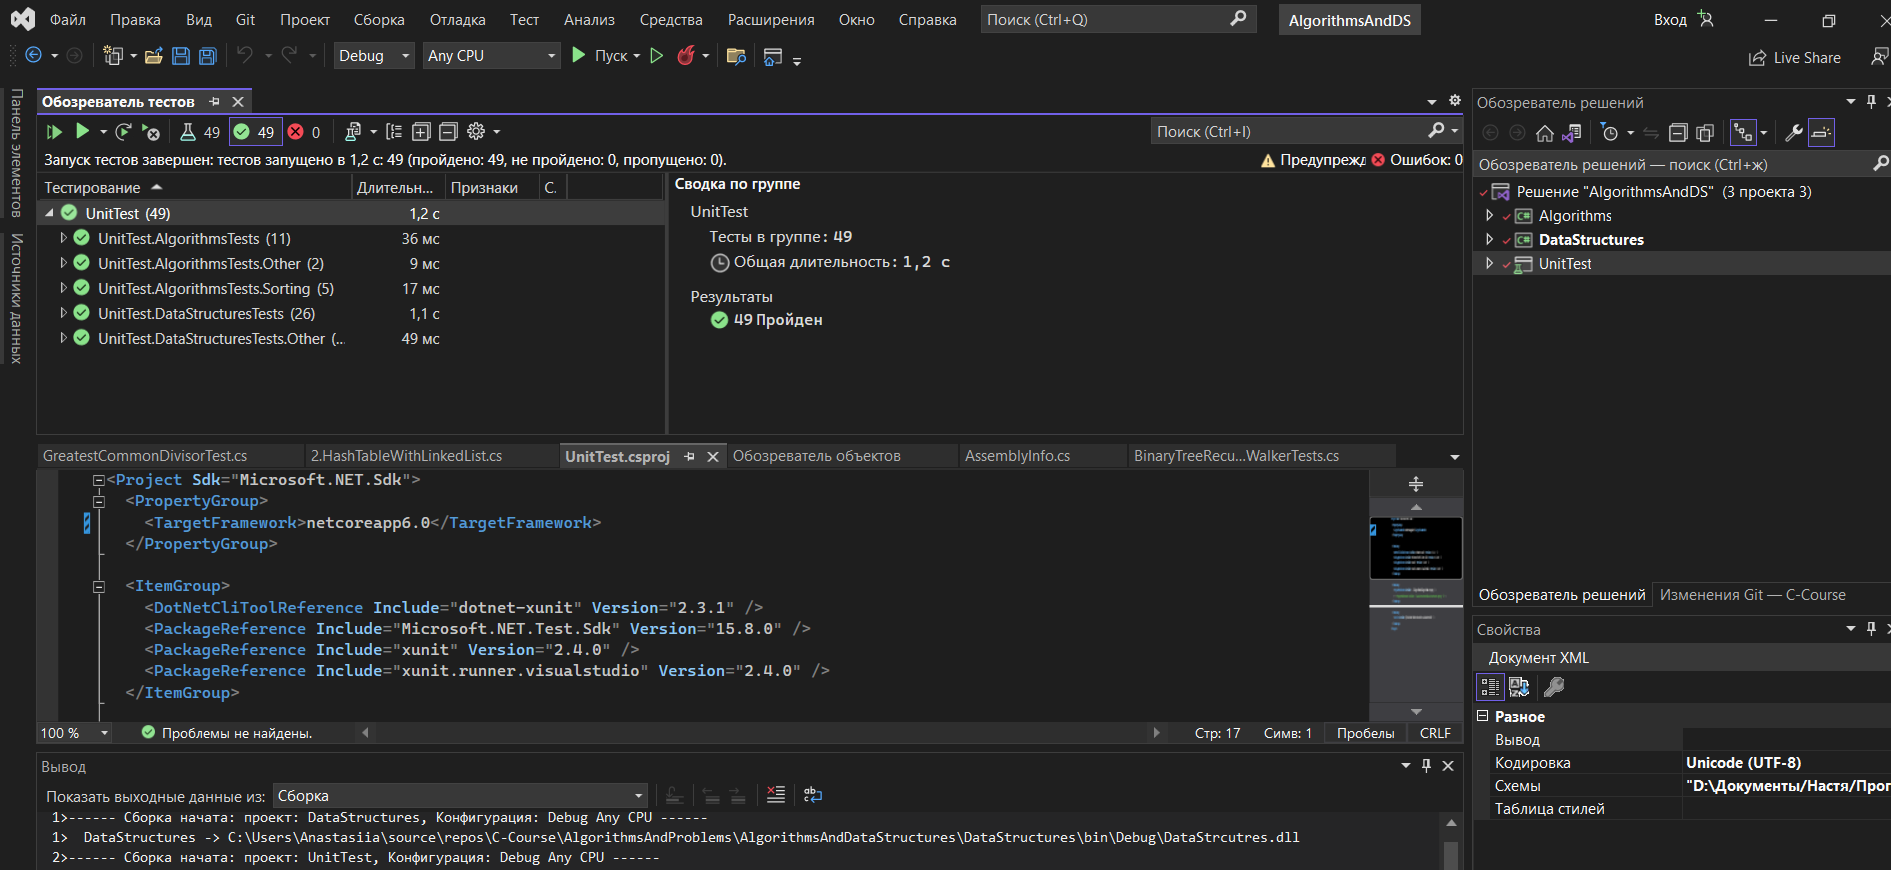 Файл Правка Вид Git Проект Сборка Отладка Тест Анализ Средства Расширения Окно Справка Поиск (Ctrl+Q) AlgorithmsAndDS Вход
Debug Any CPU Пуск Live Share
Панель элементов
Источники данных
Обозреватель тестов
49 49 0 Поиск (Ctrl+I)
Запуск тестов завершен: тестов запущено в 1,2 с: 49 (пройдено: 49, не пройдено: 0, пропущено: 0). Предупрежд Ошибок: 0
Тестирование Длительн... Признаки С.
UnitTest (49) 1,2 с
UnitTest.AlgorithmsTests (11) 36 мс
UnitTest.AlgorithmsTests.Other (2) 9 мс
UnitTest.AlgorithmsTests.Sorting (5) 17 мс
UnitTest.DataStructuresTests (26) 1,1 с
UnitTest.DataStructuresTests.Other (... 49 мс
Сводка по группе
UnitTest
Тесты в группе: 49
Общая длительность: 1,2 с
Результаты
49 Пройден
GreatestCommonDivisorTest.cs 2.HashTableWithLinkedList.cs UnitTest.csproj Обозреватель объектов AssemblyInfo.cs BinaryTreeRecu...WalkerTests.cs
<Project Sdk="Microsoft.NET.Sdk">
<PropertyGroup>
<TargetFramework>netcoreapp6.0</TargetFramework>
</PropertyGroup>
<ItemGroup>
<DotNetCliToolReference Include="dotnet-xunit" Version="2.3.1" />
<PackageReference Include="Microsoft.NET.Test.Sdk" Version="15.8.0" />
<PackageReference Include="xunit" Version="2.4.0" />
<PackageReference Include="xunit.runner.visualstudio" Version="2.4.0" />
</ItemGroup>
100 % Проблемы не найдены. Стр: 17 Симв: 1 Пробелы CRLF
Вывод
Показать выходные данные из: Сборка
1>------ Сборка начата: проект: DataStructures, Конфигурация: Debug Any CPU ------
1> DataStructures -> C:\Users\Anastasiia\source\repos\C-Course\AlgorithmsAndProblems\AlgorithmsAndDataStructures\DataStructures\bin\Debug\DataStrcutres.dll
2>------ Сборка начата: проект: UnitTest, Конфигурация: Debug Any CPU ------
Обозреватель решений
Обозреватель решений — поиск (Ctrl+ж)
Решение "AlgorithmsAndDS" (3 проекта 3)
Algorithms
DataStructures
UnitTest
Обозреватель решений Изменения Git — C-Course
Свойства
Документ XML
Разное
Вывод
Кодировка Unicode (UTF-8)
Схемы "D:\Документы/Настя/Прог
Таблица стилей